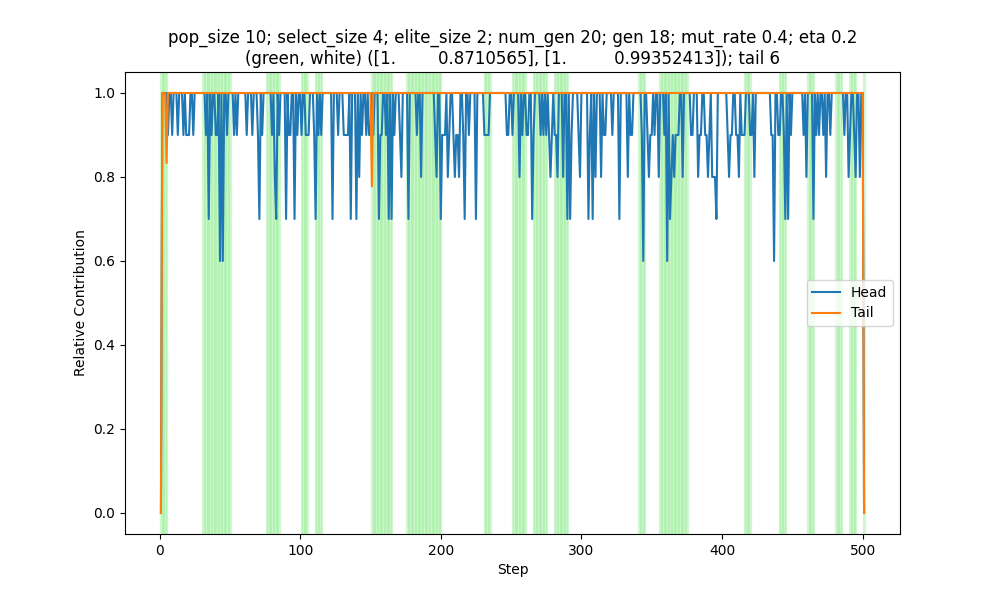 pop_size 10; select_size 4; elite_size 2; num_gen 20; gen 18; mut_rate 0.4; eta 0.2
(green, white) ([1. 0.8710565], [1. 0.99352413]); tail 6
1.0
0.8
0.6
0.4
0.2
0.0
Relative Contribution
Head
Tail
0 100 200 300 400 500
Step